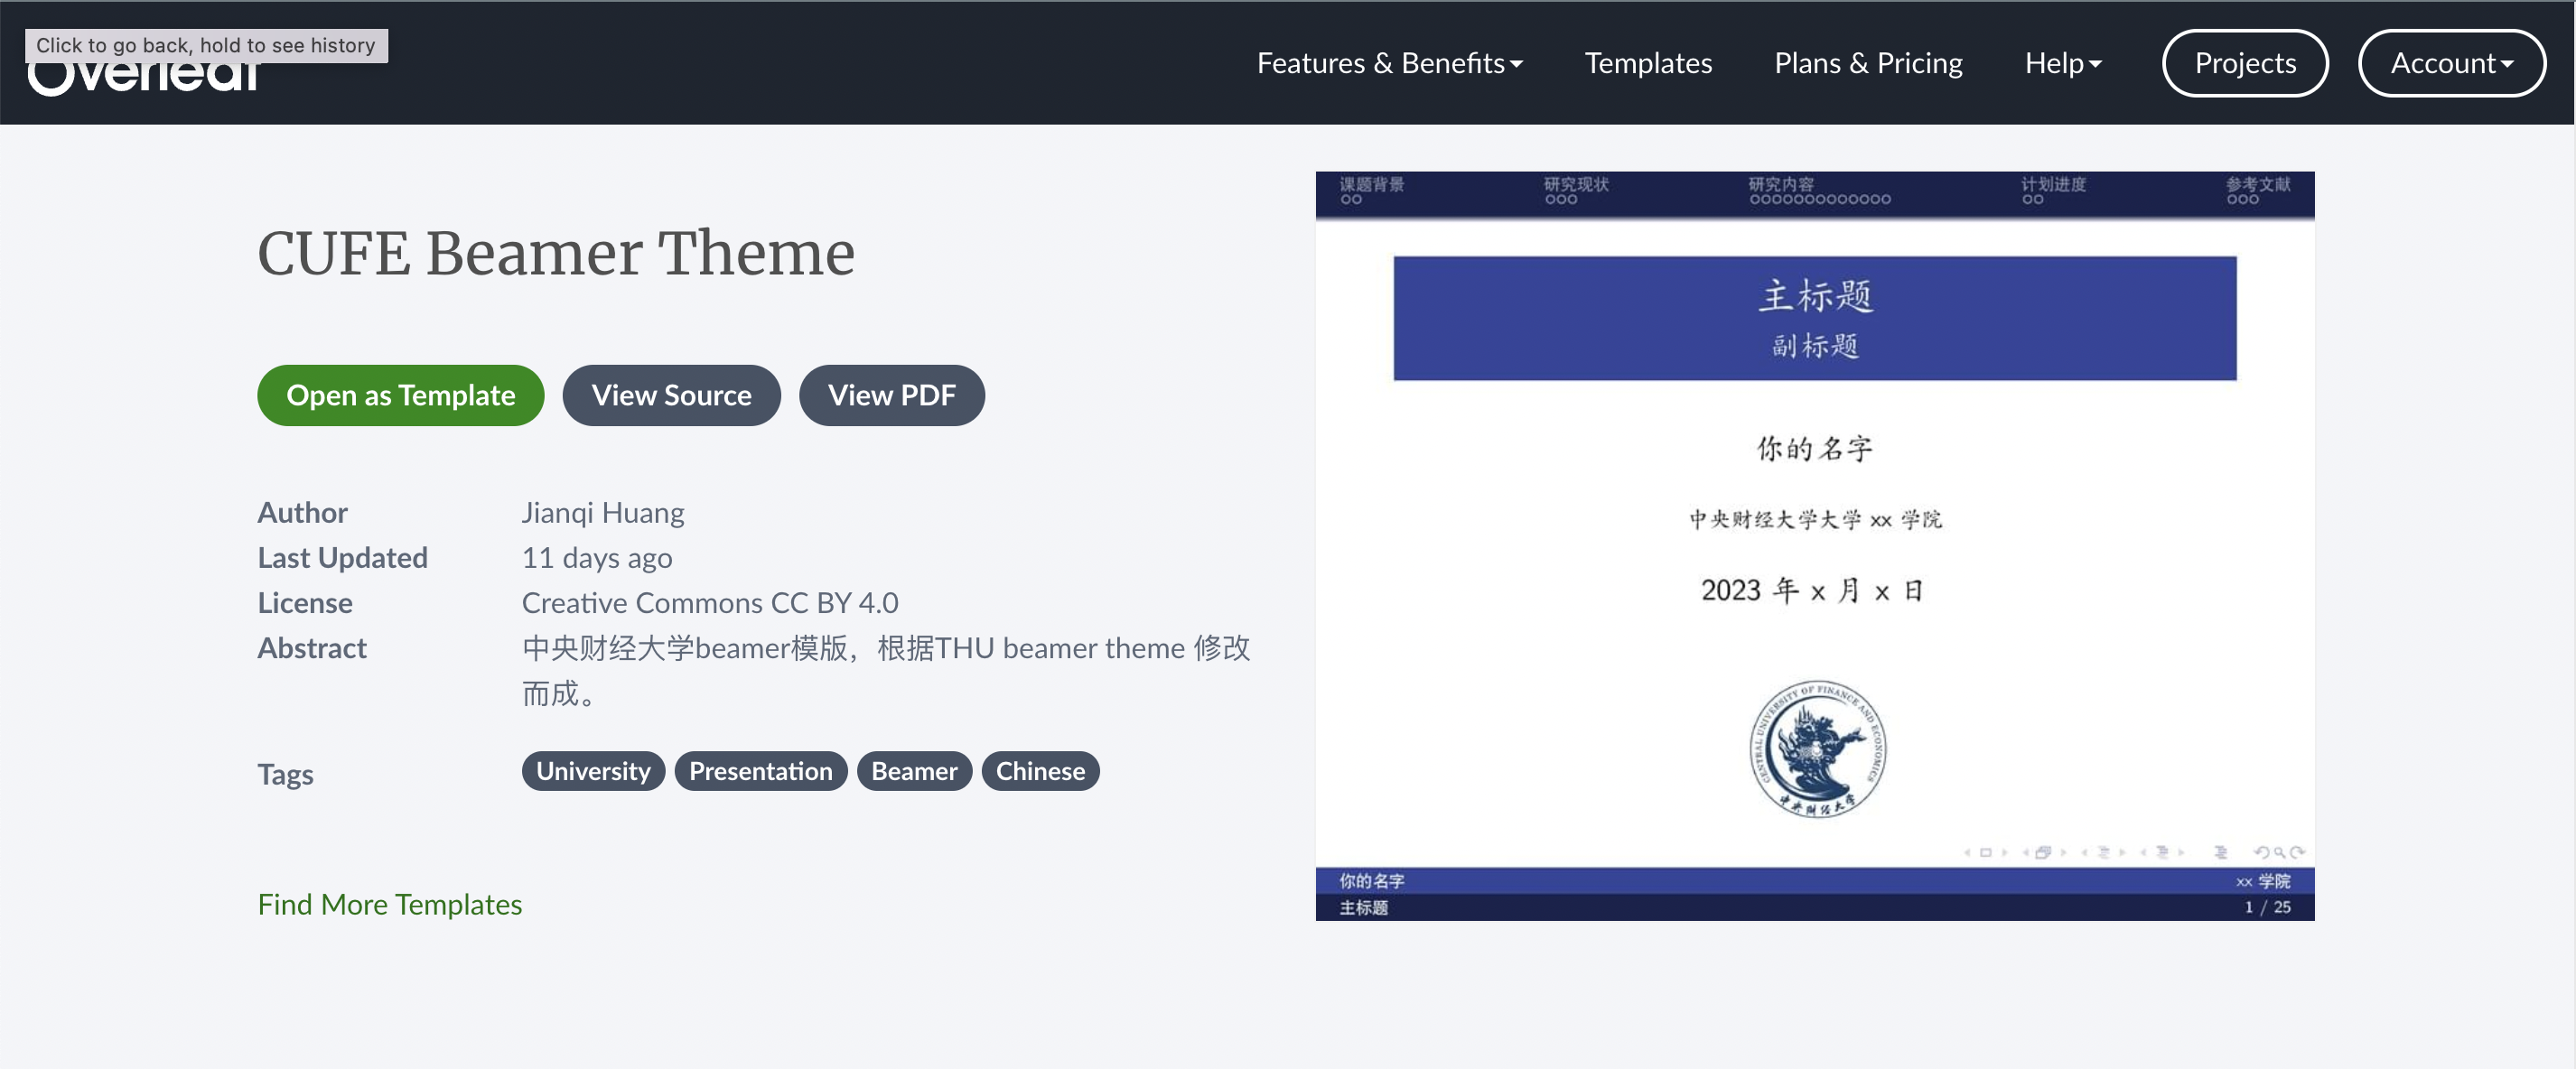 Click to go back, hold to see history
Overleaf
Features & Benefits
Templates
Plans & Pricing
Help
Projects
Account
CUFE Beamer Theme
Open as Template
View Source
View PDF
Author
Jianqi Huang
Last Updated
11 days ago
License
Creative Commons CC BY 4.0
Abstract
中央财经大学beamer模版，根据THU beamer theme 修改
而成。
Tags
University
Presentation
Beamer
Chinese
Find More Templates
课题背景
研究现状
研究内容
计划进度
参考文献
主标题
副标题
你的名字
中央财经大学大学 xx 学院
2023 年 x 月 x 日
CENTRAL UNIVERSITY OF FINANCE AND ECONOMICS
中央财经大学
你的名字
xx 学院
主标题
1 / 25